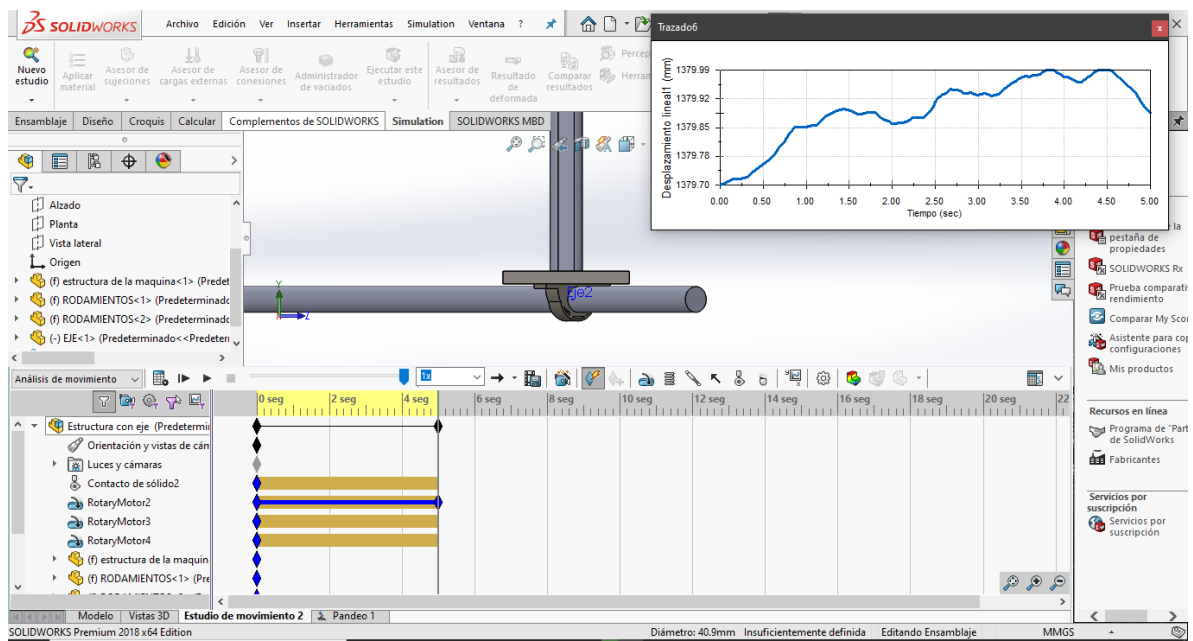 SOLIDWORKS
Archivo Edición Ver Insertar Herramientas Simulation Ventana ?
Nuevo estudio
Aplicar material
Asesor de sujeciones
Asesor de cargas externas
Asesor de conexiones
Administrador de vaciados
Ejecutar este estudio
Asesor de resultados
Resultado de deformada
Comparar resultados
Percep
Herran
Ensamblaje Diseño Croquis Calcular Complementos de SOLIDWORKS Simulation SOLIDWORKS MBD
Trazado6
Desplazamiento lineal1 (mm)
1379.99
1379.92
1379.85
1379.78
1379.70
0.00 0.50 1.00 1.50 2.00 2.50 3.00 3.50 4.00 4.50 5.00
Tiempo (sec)
Alzado
Planta
Vista lateral
Origen
(f) estructura de la maquina<1> (Predet
(f) RODAMIENTOS<1> (Predeterminado
(f) RODAMIENTOS<2> (Predeterminado
(-) EJE<1> (Predeterminado<<Predeter
Y
Z
Eje2
e la
pestaña de
propiedades
SOLIDWORKS Rx
Prueba comparativ
rendimiento
Comparar My Scor
Asistente para cop
configuraciones
Mis productos
Recursos en línea
Programa de "Part
de SolidWorks
Fabricantes
Servicios por
suscripción
Servicios por
suscripción
Análisis de movimiento
1x
0 seg 2 seg 4 seg 6 seg 8 seg 10 seg 12 seg 14 seg 16 seg 18 seg 20 seg 22
Estructura con eje (Predetermi
Orientación y vistas de cám
Luces y cámaras
Contacto de sólido2
RotaryMotor2
RotaryMotor3
RotaryMotor4
(f) estructura de la maquin
(f) RODAMIENTOS<1> (Pre
Modelo Vistas 3D Estudio de movimiento 2 Pandeo 1
SOLIDWORKS Premium 2018 x64 Edition
Diámetro: 40.9mm Insuficientemente definida Editando Ensamblaje MMGS